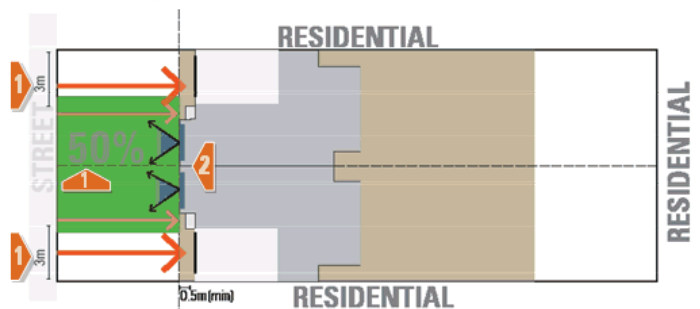 RESIDENTIAL
1
3m
STREET
50%
1
2
RESIDENTIAL
1
3m
0.5m(min)
RESIDENTIAL